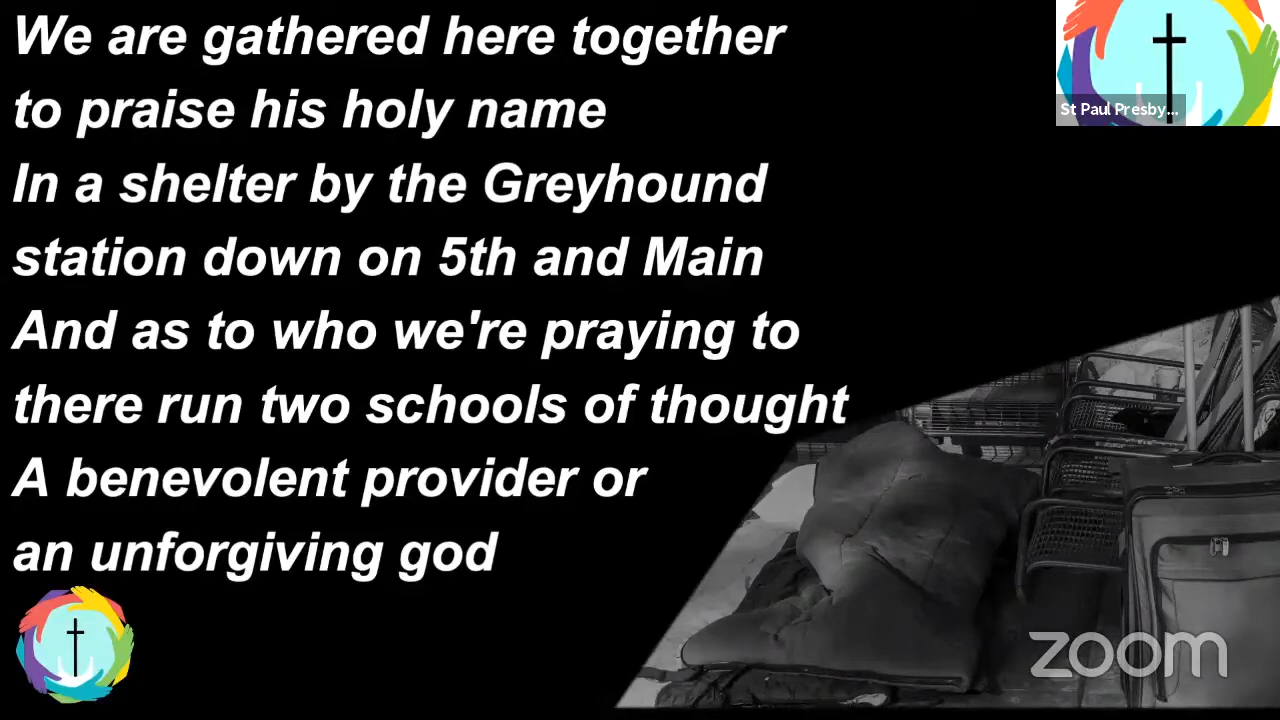 We are gathered here together
to praise his holy name
In a shelter by the Greyhound
station down on 5th and Main
And as to who we're praying to
there run two schools of thought
A benevolent provider or
an unforgiving god
St Paul Presby...
zoom